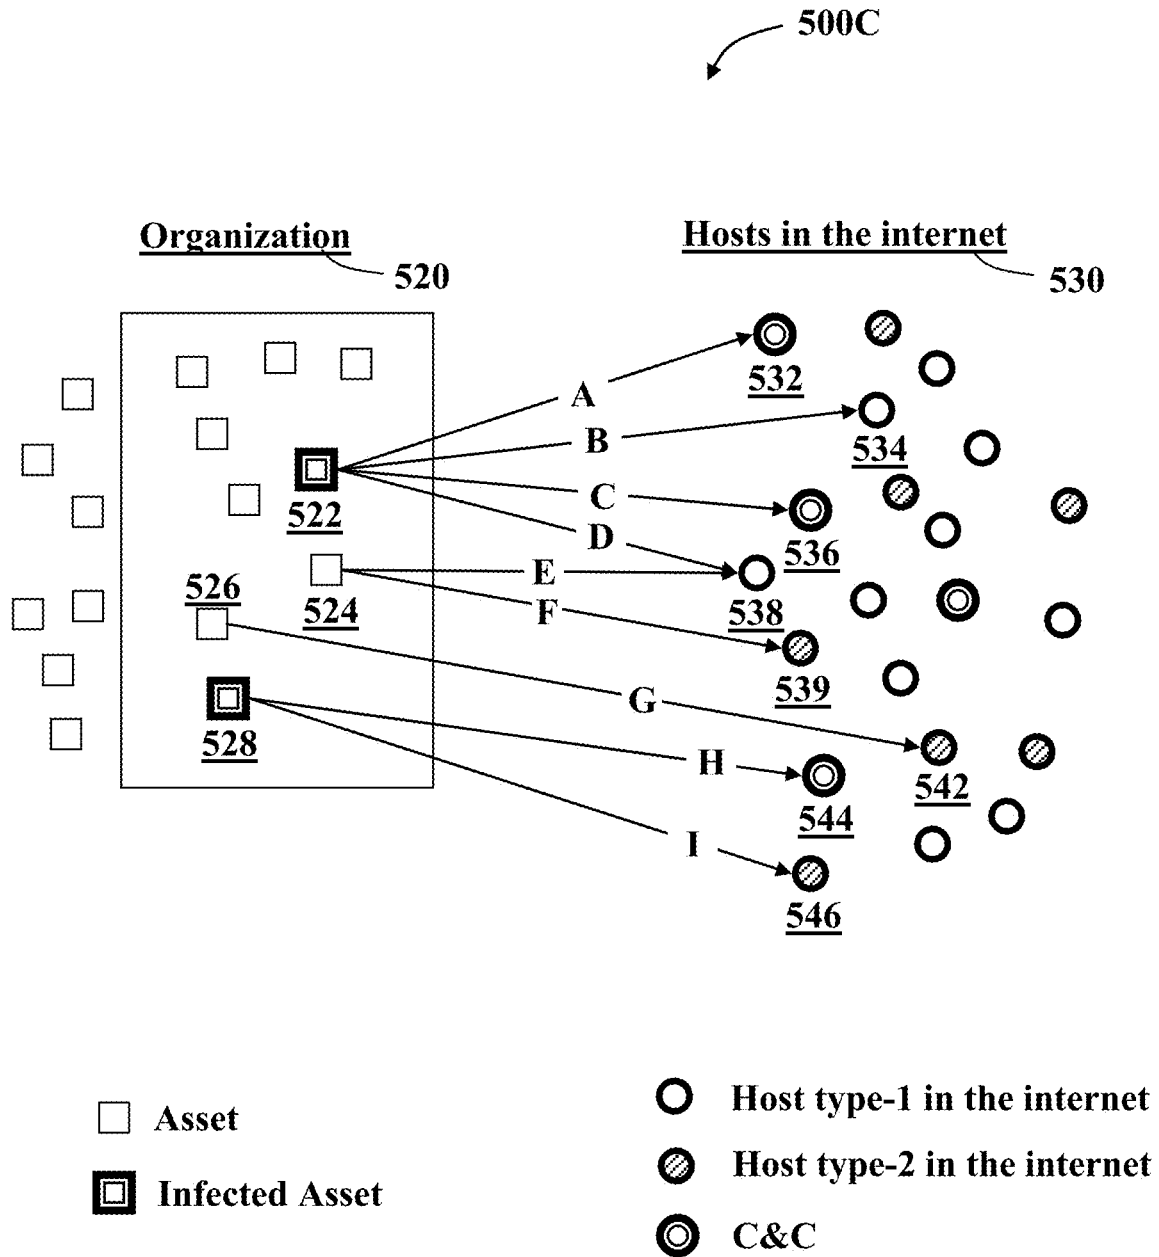 500C
Organization
520
Hosts in the internet
530
A
532
B
534
C
522
D
536
526
E
524
F
538
539
G
528
H
542
544
I
546
Asset
Infected Asset
Host type-1 in the internet
Host type-2 in the internet
C&C